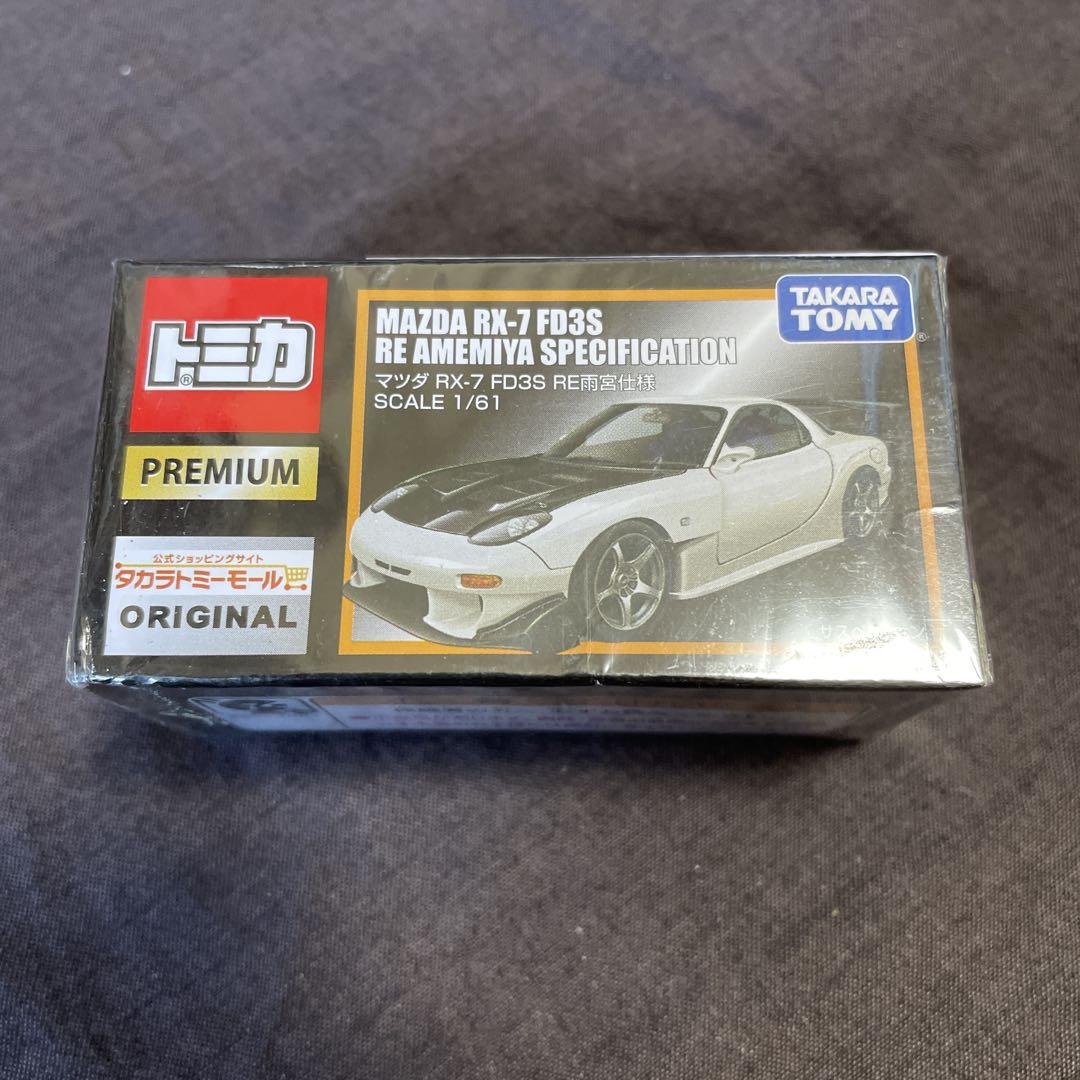 トミカ®
PREMIUM
公式ショッピングサイト
タカラトミーモール
ORIGINAL
MAZDA RX-7 FD3S
RE AMEMIYA SPECIFICATION
マツダ RX-7 FD3S RE雨宮仕様
SCALE 1/61
TAKARA
TOMY®